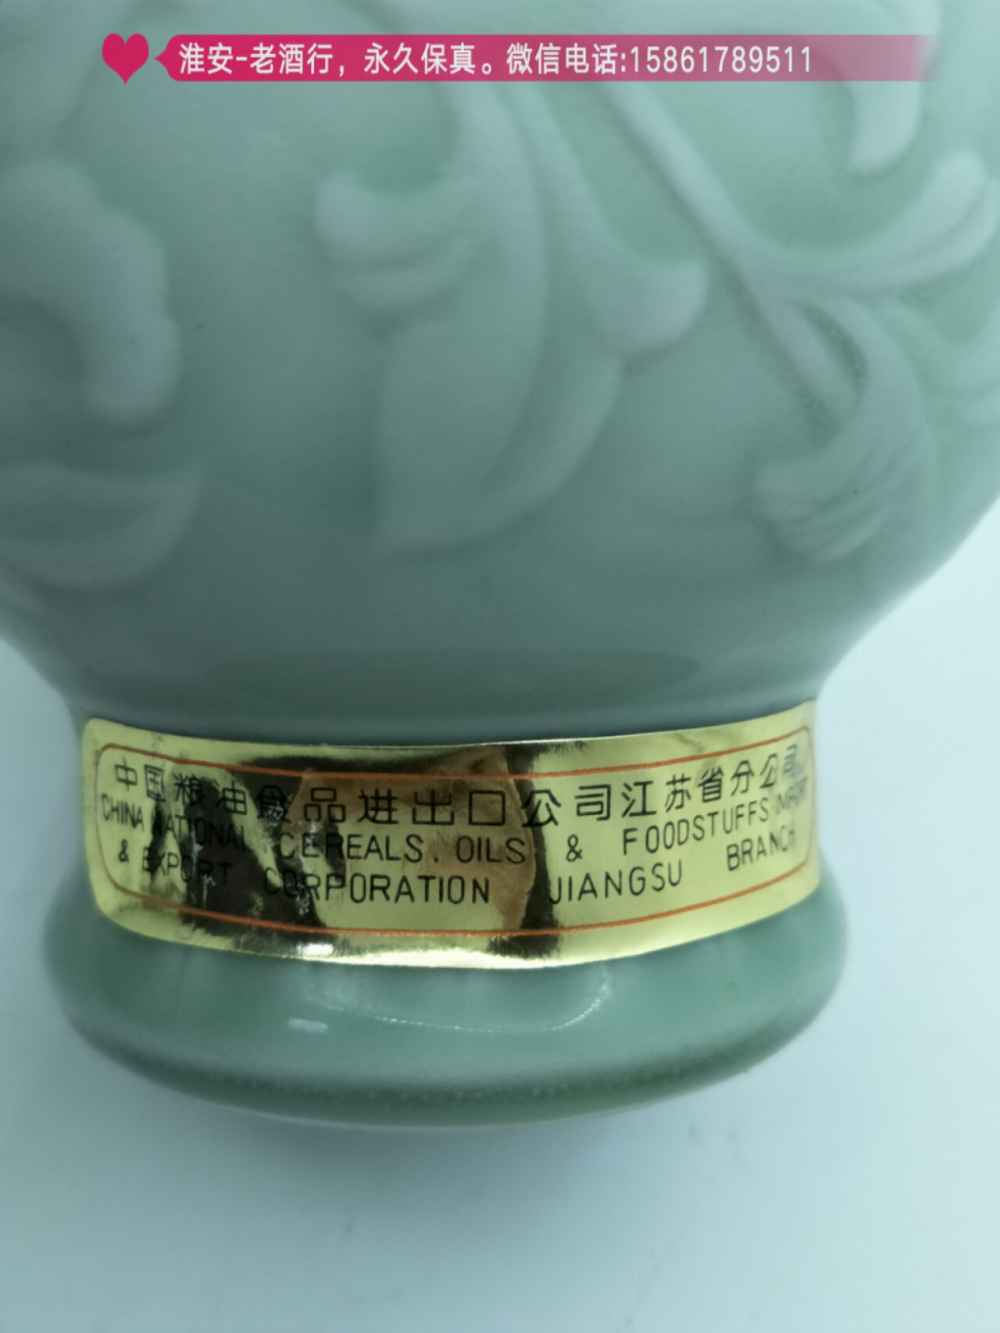 淮安-老酒行，永久保真。微信电话:15861789511
中国粮油食品进出口公司江苏省分公司
CHINA NATIONAL CEREALS. OILS & FOODSTUFFS IMPORT
& EXPORT CORPORATION JIANGSU BRANCH